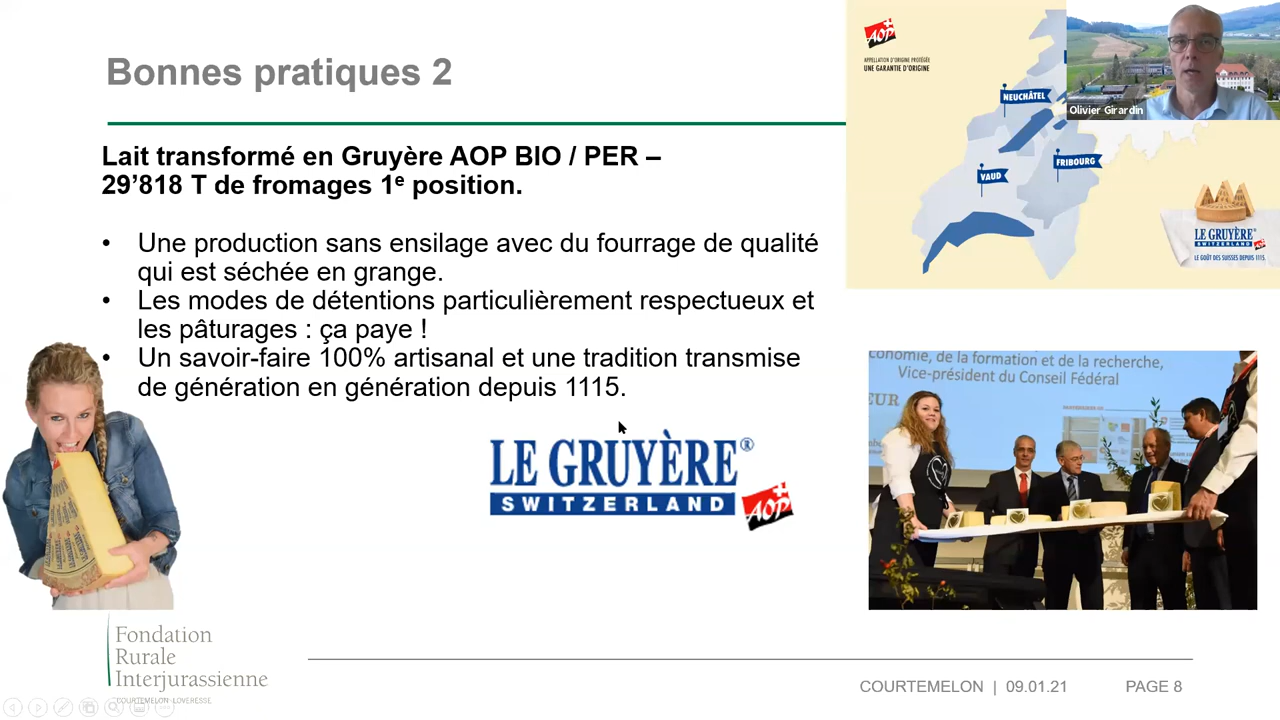 Bonnes pratiques 2
Lait transformé en Gruyère AOP BIO / PER –
29’818 T de fromages 1e position.
• Une production sans ensilage avec du fourrage de qualité
qui est séchée en grange.
• Les modes de détentions particulièrement respectueux et
les pâturages : ça paye !
• Un savoir-faire 100% artisanal et une tradition transmise
de génération en génération depuis 1115.
LE GRUYÈRE®
SWITZERLAND
AOP
AOP
APPELLATION D'ORIGINE PROTÉGÉE
UNE GARANTIE D'ORIGINE
NEUCHÂTEL
FRIBOURG
VAUD
LE GRUYÈRE
SWITZERLAND
LE GOÛT DES SUISSES DEPUIS 1115.
Olivier Girardin
conomie, de la formation et de la recherche,
Vice-président du Conseil Fédéral
EUR
Fondation
Rurale
Interjurassienne
COURTEMELON LOVERESSE
COURTEMELON | 09.01.21
PAGE 8